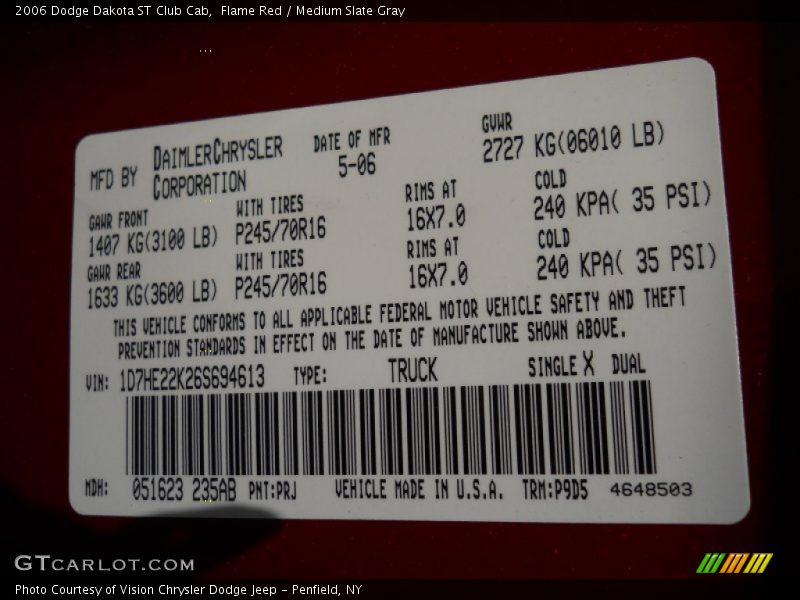 2006 Dodge Dakota ST Club Cab,  Flame Red / Medium Slate Gray
MFD BY DAIMLERCHRYSLER CORPORATION
DATE OF MFR 5-06
GVWR 2727 KG(06010 LB)
GAWR FRONT 1407 KG(3100 LB)
WITH TIRES P245/70R16
RIMS AT 16X7.0
COLD 240 KPA( 35 PSI)
GAWR REAR 1633 KG(3600 LB)
WITH TIRES P245/70R16
RIMS AT 16X7.0
COLD 240 KPA( 35 PSI)
THIS VEHICLE CONFORMS TO ALL APPLICABLE FEDERAL MOTOR VEHICLE SAFETY AND THEFT
PREVENTION STANDARDS IN EFFECT ON THE DATE OF MANUFACTURE SHOWN ABOVE.
VIN: 1D7HE22K26S694613 TYPE: TRUCK SINGLE X DUAL
MDH: 051623 235AB PNT:PRJ VEHICLE MADE IN U.S.A. TRM:P9D5 4648503
GTCARLOT.COM
Photo Courtesy of Vision Chrysler Dodge Jeep - Penfield, NY